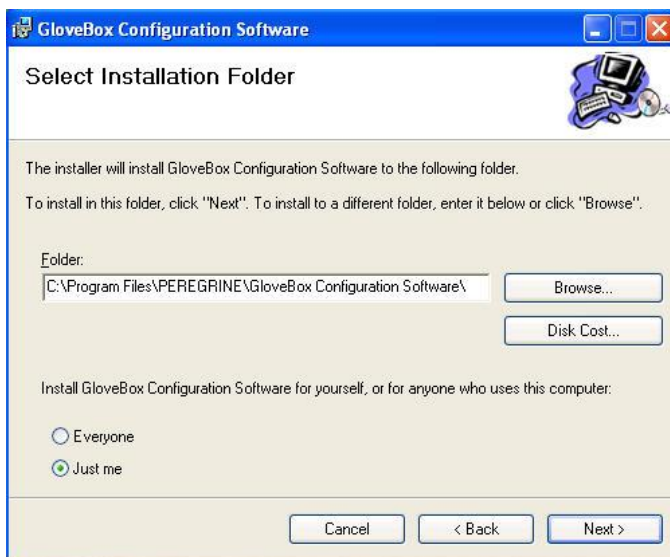 GloveBox Configuration Software
Select Installation Folder
The installer will install GloveBox Configuration Software to the following folder.
To install in this folder, click "Next". To install to a different folder, enter it below or click "Browse".
Folder:
C:\Program Files\PEREGRINE\GloveBox Configuration Software\
Browse...
Disk Cost...
Install GloveBox Configuration Software for yourself, or for anyone who uses this computer:
Everyone
Just me
Cancel
< Back
Next >